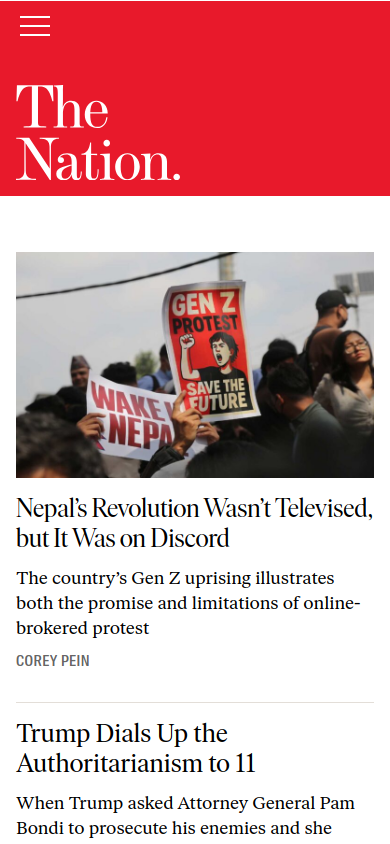 The
Nation.
GEN Z
PROTEST
SAVE THE
FUTURE
WAKE
NEPA
Nepal’s Revolution Wasn’t Televised,
but It Was on Discord
The country’s Gen Z uprising illustrates
both the promise and limitations of online-
brokered protest
COREY PEIN
Trump Dials Up the
Authoritarianism to 11
When Trump asked Attorney General Pam
Bondi to prosecute his enemies and she